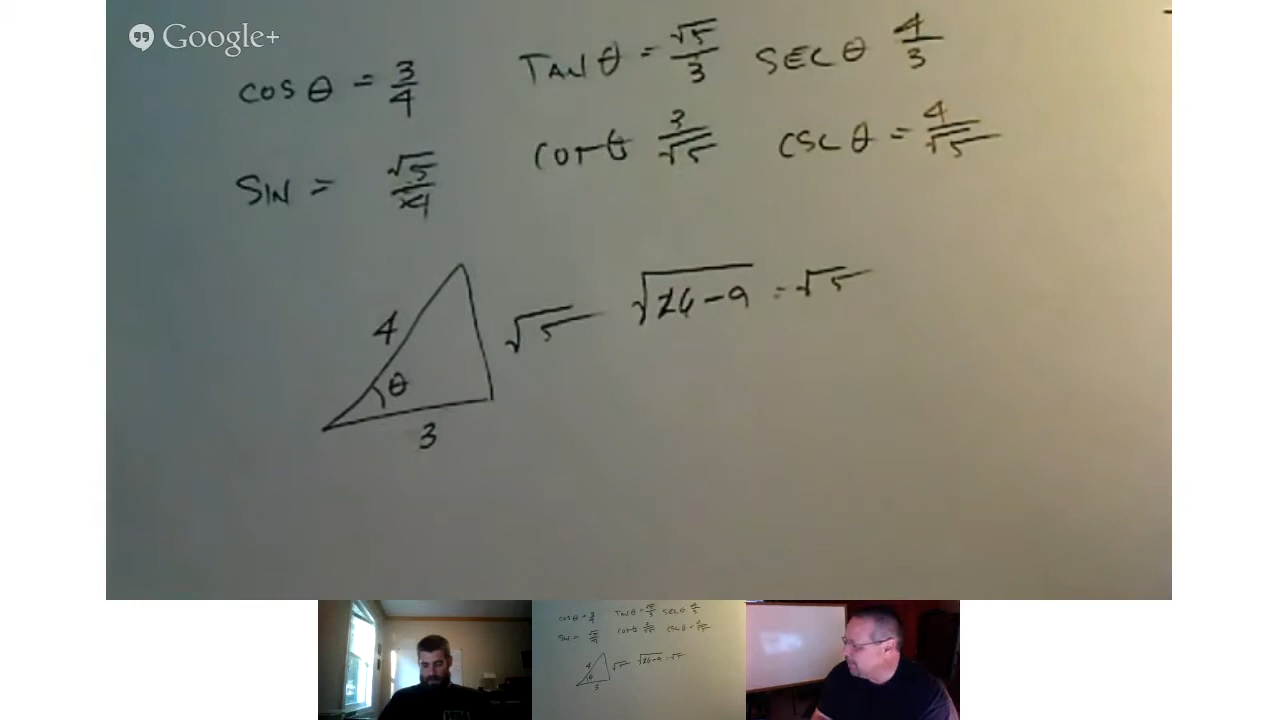 Google+
COS θ = 3/4
TAN θ = √5/3
SEC θ 4/3
SIN = √5/4
COT θ 3/√5
CSC θ = 4/√5
4
θ
3
√5
√16-9 = √5